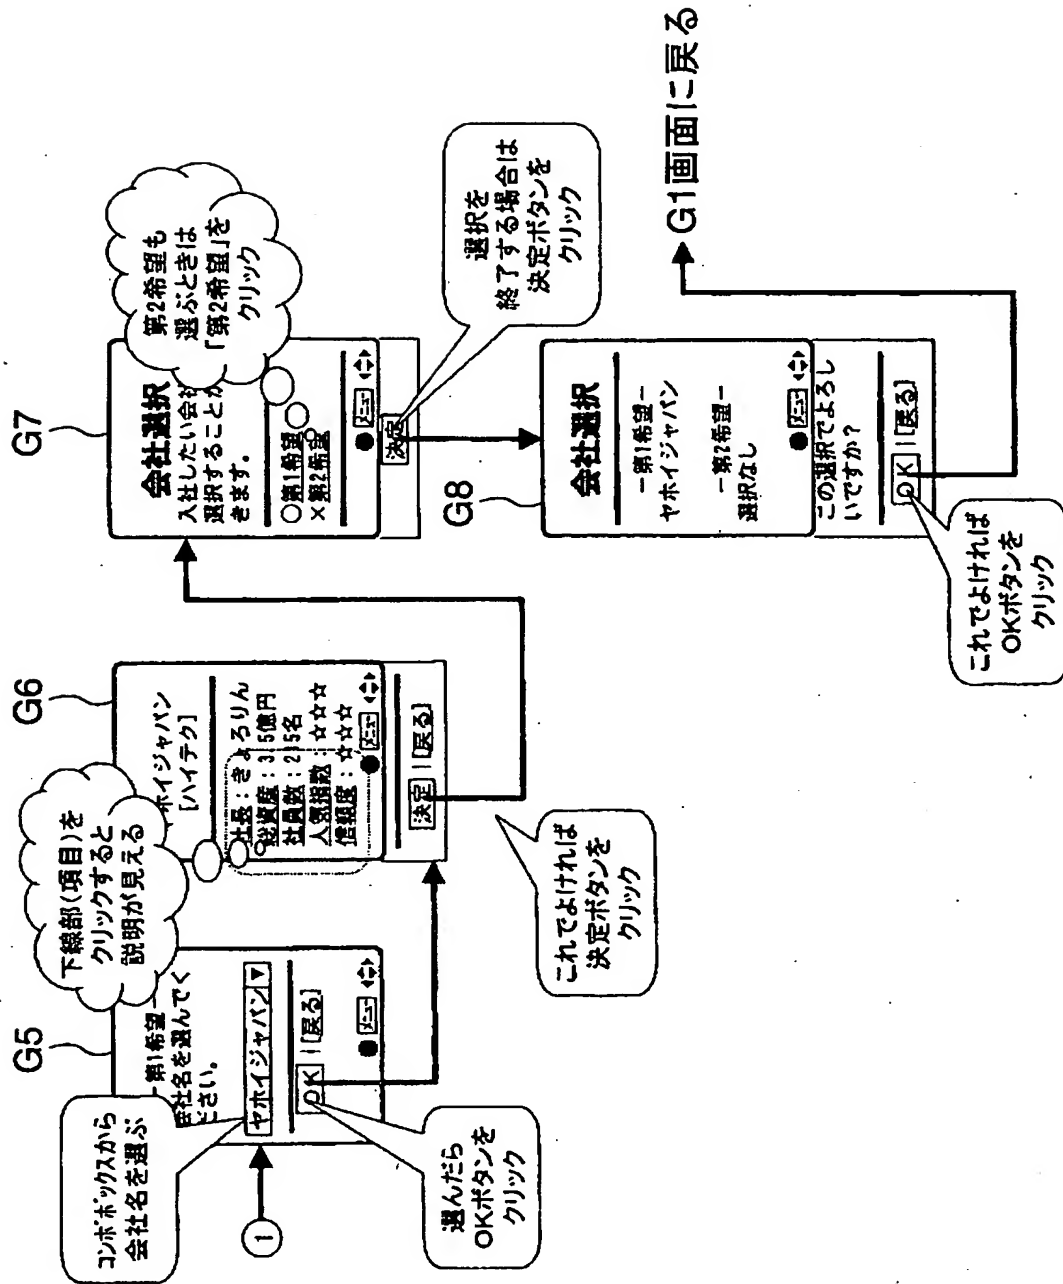 G5
コンボボックスから
会社名を選ぶ
－第1希望－
会社名を選んでく
ださい。
ヤホイジャパン ▼
OK | [戻る]
メニュー
①
選んだら
OKボタンを
クリック
G6
下線部(項目)を
クリックすると
説明が見える
ホイジャパン
[ハイテク]
社長：きょろりん
総資産：3.5億円
社員数：215名
人気指数：☆☆☆
信頼度：☆☆☆
メニュー
決定 | [戻る]
これでよければ
決定ボタンを
クリック
G7
第2希望も
選ぶときは
「第2希望」を
クリック
会社選択
入社したい会社
選択することが
きます。
○第1希望
×第2希望
メニュー
決定
選択を
終了する場合は
決定ボタンを
クリック
G8
会社選択
－第1希望－
ヤホイジャパン
－第2希望－
選択なし
メニュー
この選択でよろし
いですか?
OK | [戻る]
これでよければ
OKボタンを
クリック
G1画面に戻る